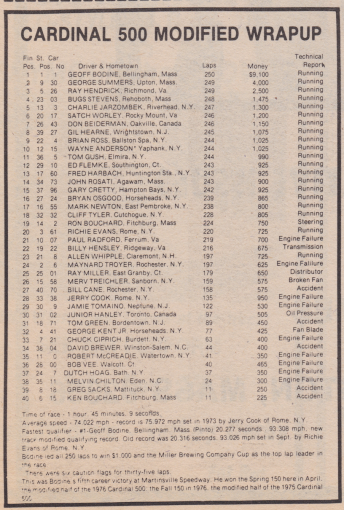 CARDINAL 500 MODIFIED WRAPUP
Fin. St. Car Technical
Pos. Pos. No. Driver & Hometown Laps Money Report
1 1 1 GEOFF BODINE, Bellingham, Mass 250 $9,100 Running
2 9 30 GEORGE SUMMERS, Upton, Mass. 249 4,000 Running
3 5 26 RAY HENDRICK, Richmond, Va 249 2,500 Running
4 23 03 BUGS STEVENS, Rehoboth, Mass 248 1,475 Running
5 13 3 CHARLIE JARZOMBEK, Riverhead, N.Y. 247 1,300 Running
6 20 17 SATCH WORLEY, Rocky Mount, Va 246 1,200 Running
7 26 43 DON BEIDERMAN, Oaville, Canada 246 1,150 Running
8 39 27 GIL HEARNE, Wrightstown, N.J. 245 1,075 Running
9 22 4 BRIAN ROSS, Ballston Spa, N.Y 244 1,025 Running
10 12 15 WAYNE ANDERSON, Yaphank, N.Y 244 1,025 Running
11 36 5 TOM GUSH, Elmira, N.Y 244 990 Running
12 29 10 ED FLEMKE, Southington, Ct. 243 925 Running
13 17 60 FRED HARBACH, Huntington Sta., N.Y. 243 925 Running
14 34 73 JOHN ROSATI, Agawam, Mass. 243 900 Running
15 37 96 GARY CRETTY, Hampton Bays, N.Y 242 925 Running
16 27 24 BRYAN OSGOOD, Horseheads, N.Y. 239 865 Running
17 16 55 MARK NEWTON, East Pembroke, N.Y 238 800 Running
18 32 32 CLIFF TYLER, Cutchogue, N.Y 228 805 Running
19 14 2 RON BOUCHARD, Fitchburg, Mass 224 750 Steering
20 3 61 RICHIE EVANS, Rome, N.Y. 220 725 Running
21 10 07 PAUL RADFORD, Ferrum, Va 219 700 Engine Failure
22 19 22 BILLY HENSLEY, Ridgeway, Va 216 675 Transmission
23 21 8 ALLEN WHIPPLE, Claremont, N.H. 197 725 Running
24 2 6 MAYNARD TROYER, Rochester, N.Y 197 625 Engine Failure
25 25 01 RAY MILLER, East Granby, Ct. 179 650 Distributor
26 15 58 MERV TREICHLER, Sanborn, N.Y. 159 575 Broken Fan
27 40 70 BILL CANE, Rochester, N.Y 158 575 Accident
28 33 38 JERRY COOK, Rome, N.Y. 135 950 Engine Failure
29 30 9 JAMIE TOMAINO, Neptune, N.J. 122 530 Engine Failure
30 31 02 JUNIOR HANLEY, Toronto, Canada 97 505 Oil Pressure
31 18 71 TOM GREEN, Bordentown, N.J. 89 450 Accident
32 4 41 GEORGE KENT JR. Horseheads, N.Y 77 425 Fan Blade
33 7 21 CHUCK CIPRICH, Burdett, N.Y. 63 400 Engine Failure
34 38 04 DAVID BREWER, Winston-Salem, N.C. 44 400 Accident
35 11 0 ROBERT McCREADIE, Watertown, N.Y 41 350 Engine Failure
36 28 00 BOB VEE, Walcott, Ct. 40 465 Engine Failure
37 24 7 DUTCH HOAG, Bath, N.Y 37 350 Engine Failure
38 35 11 MELVIN CHILTON, Eden, N.C. 24 300 Engine Failure
39 8 18 GREG SACKS, Mattituck, N.Y. 11 250 Accident
40 6 15 KEN BOUCHARD, Fitchburg, Mass 11 225 Accident
Time of race - 1 hour, 45 minutes, 9 seconds.
Average speed - 74.022 mph - record is 75.972 mph set in 1973 by Jerry Cook of Rome, N.Y.
Fastest qualifier - #1-Geoff Bodine, Bellingham, Mass. (Pinto) 20.277 seconds 93.308 mph, new
track modified qualifying record. Old record was 20.316 seconds, 93.026 mph set in Sept. by Richie
Evans of Rome, N.Y.
Bodine led all 250 laps to win $1,000 and the Miller Brewing Company Cup as the top lap leader in
the race
There were six caution flags for thirty-five laps.
This was Bodine's fifth career victory at Martinsville Speedway. He won the Spring 150 here in April,
the modified half of the 1976 Cardinal 500, the Fall 150 in 1976, the modified half of the 1975 Cardinal
500